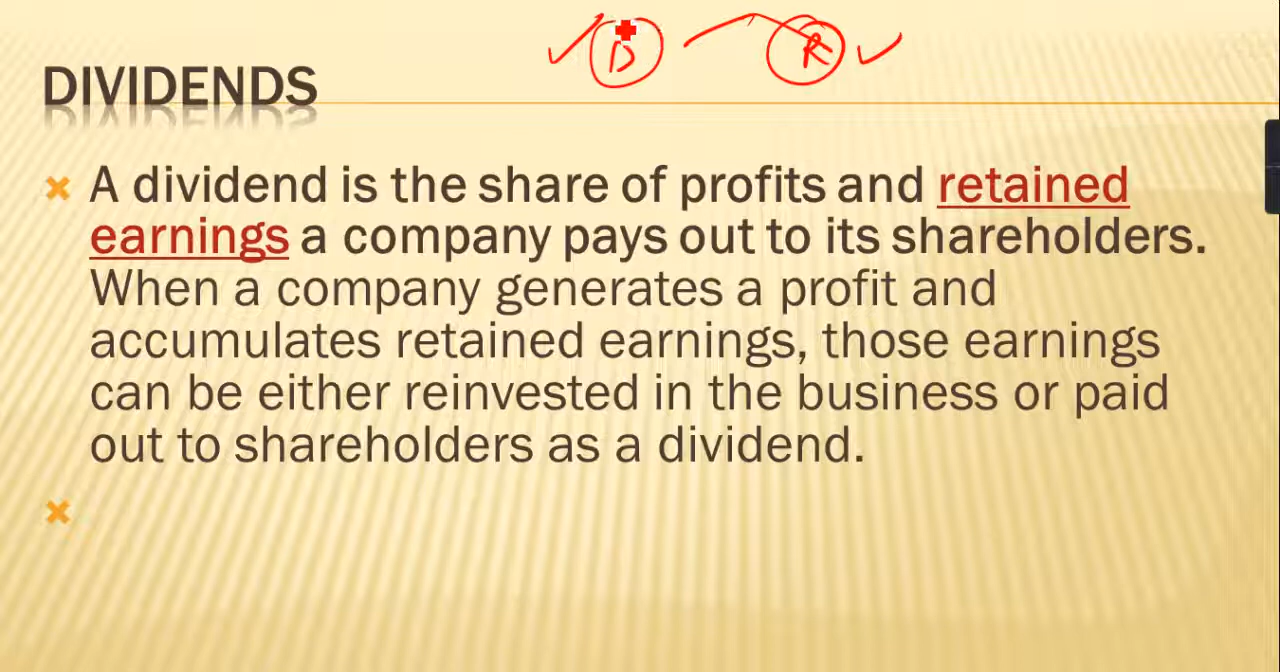 D R
DIVIDENDS
A dividend is the share of profits and retained
earnings a company pays out to its shareholders.
When a company generates a profit and
accumulates retained earnings, those earnings
can be either reinvested in the business or paid
out to shareholders as a dividend.